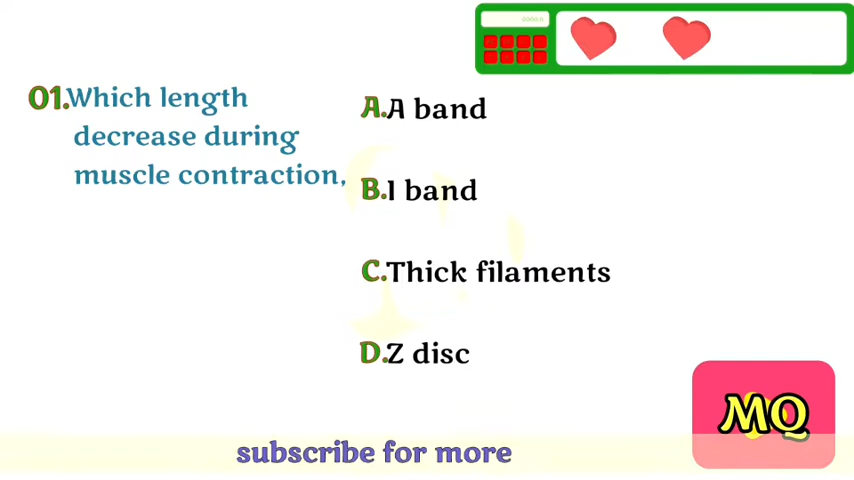 01.Which length
decrease during
muscle contraction,
A.A band
B.I band
C.Thick filaments
D.Z disc
MQ
subscribe for more